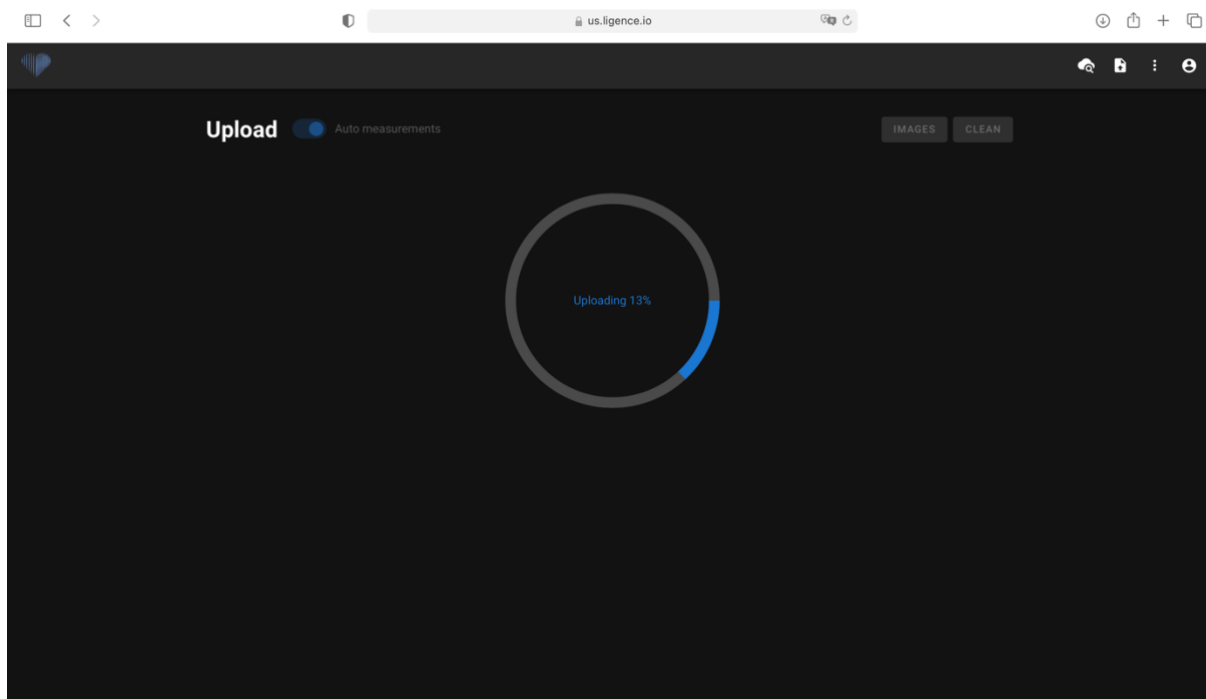 us.ligence.io
Upload
Auto measurements
IMAGES
CLEAN
Uploading 13%